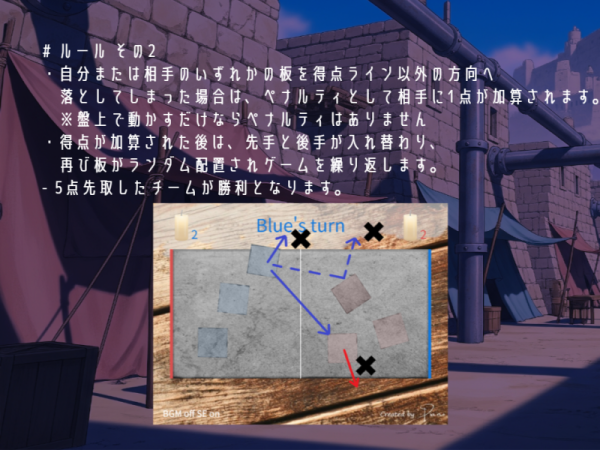 # ルール その2
・自分または相手のいずれかの板を得点ライン以外の方向へ
落としてしまった場合は、ペナルティとして相手に1点が加算されます。
※盤上で動かすだけならペナルティはありません
・得点が加算された後は、先手と後手が入れ替わり、
再び板がランダム配置されゲームを繰り返します。
- 5点先取したチームが勝利となります。
Blue's turn
2
2
BGM off SE on
created by